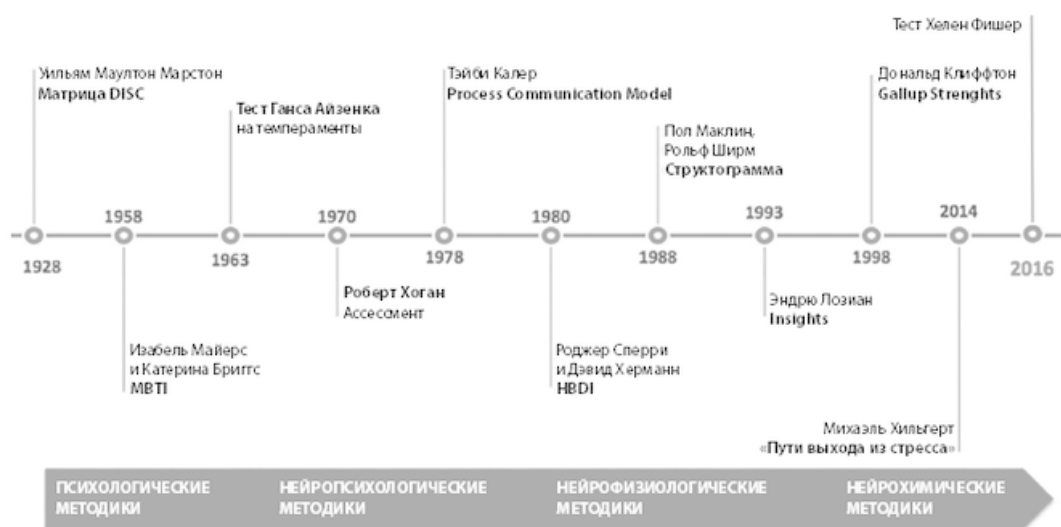 Тест Хелен Фишер
Уильям Маултон Марстон
Матрица DISC
Тэйби Калер
Process Communication Model
Дональд Клиффтон
Gallup Strenghts
Тест Ганса Айзенка
на темпераменты
Пол Маклин,
Рольф Ширм
Структограмма
1958
1970
1980
1993
2014
1928
1963
1978
1988
1998
2016
Роберт Хоган
Ассессмент
Эндрю Лозиан
Insights
Изабель Майерс
и Катерина Бриггс
MBTI
Роджер Сперри
и Дэвид Херманн
HBDI
Михаэль Хильгерт
«Пути выхода из стресса»
ПСИХОЛОГИЧЕСКИЕ
МЕТОДИКИ
НЕЙРОПСИХОЛОГИЧЕСКИЕ
МЕТОДИКИ
НЕЙРОФИЗИОЛОГИЧЕСКИЕ
МЕТОДИКИ
НЕЙРОХИМИЧЕСКИЕ
МЕТОДИКИ